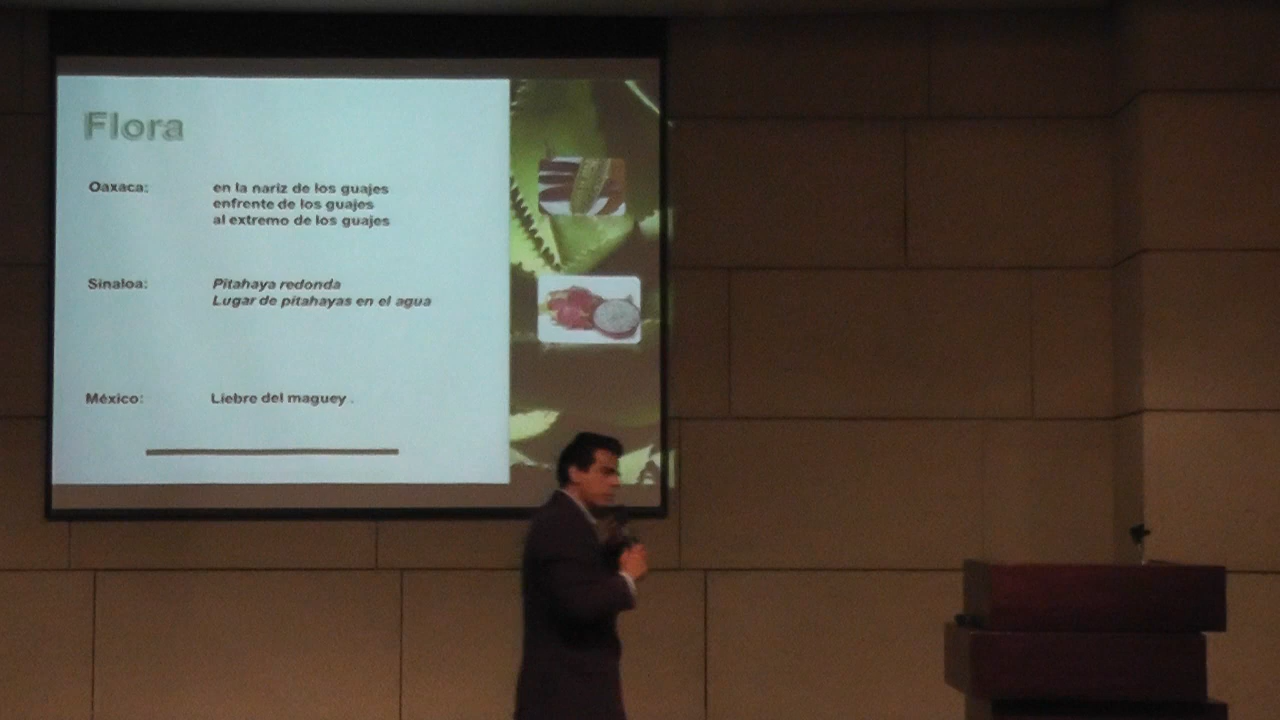 Flora
Oaxaca: en la nariz de los guajes
enfrente de los guajes
al extremo de los guajes
Sinaloa: Pitahaya redonda
Lugar de pitahayas en el agua
México: Liebre del maguey .